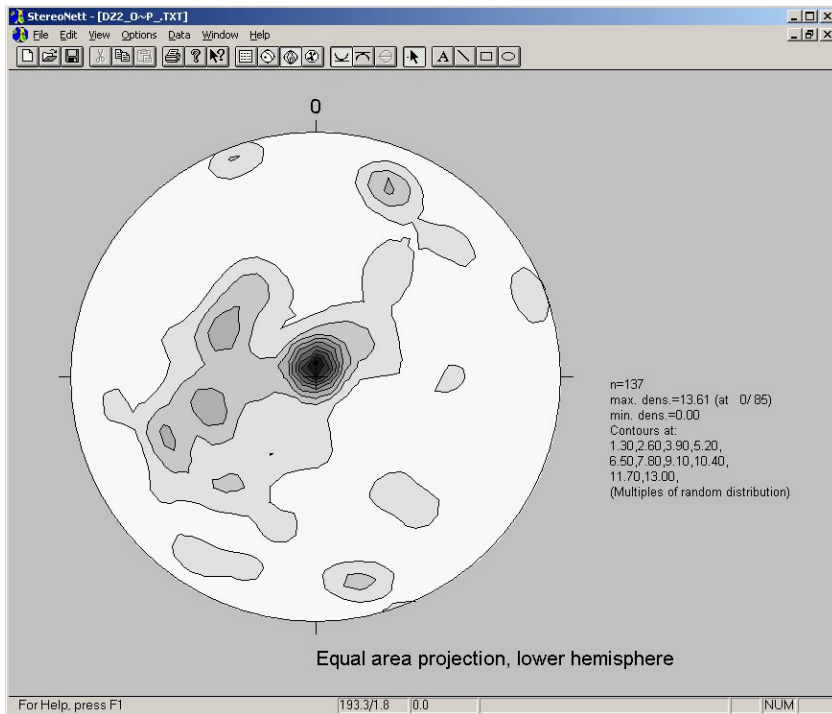 StereoNett - [DZ2_O~P_.TXT]
File Edit View Options Data Window Help
A
0
n=137
max. dens.=13.61 (at 0/ 85)
min. dens.=0.00
Contours at:
1.30,2.60,3.90,5.20,
6.50,7.80,9.10,10.40,
11.70,13.00,
(Multiples of random distribution)
Equal area projection, lower hemisphere
For Help, press F1 193.3/1.8 0.0 NUM